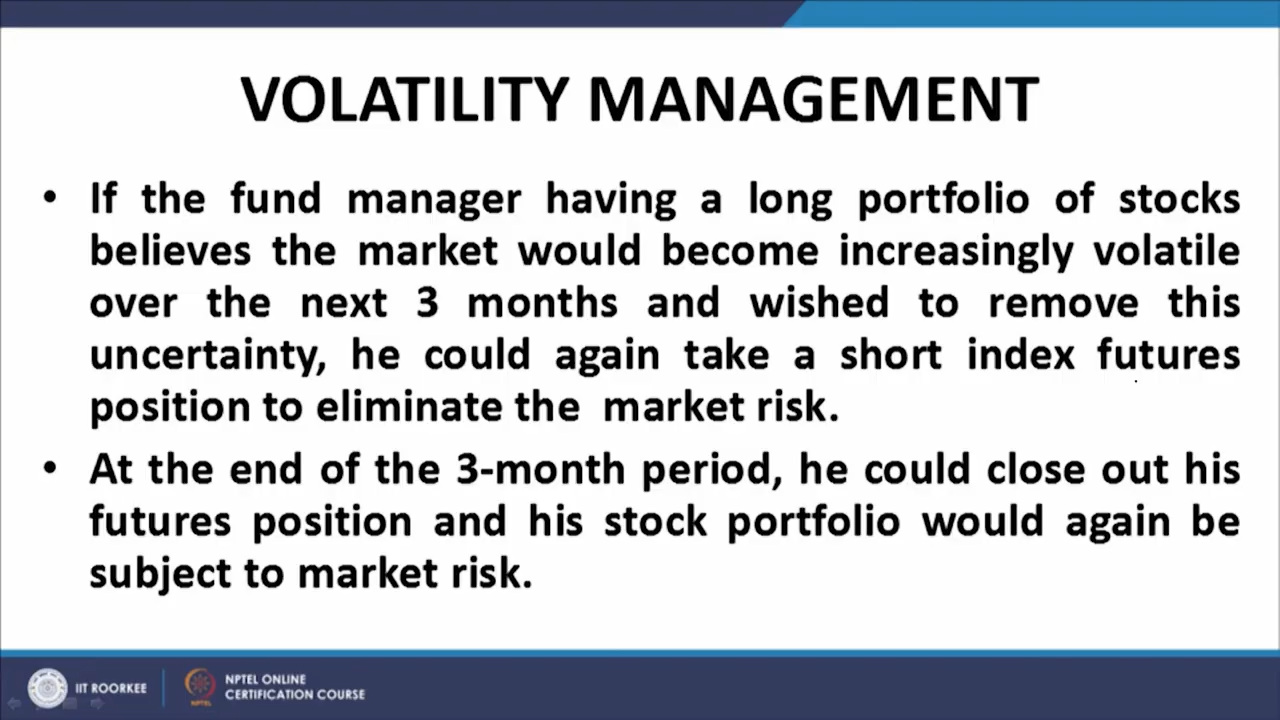 VOLATILITY MANAGEMENT
• If the fund manager having a long portfolio of stocks
believes the market would become increasingly volatile
over the next 3 months and wished to remove this
uncertainty, he could again take a short index futures
position to eliminate the market risk.
• At the end of the 3-month period, he could close out his
futures position and his stock portfolio would again be
subject to market risk.
IIT ROORKEE
NPTEL ONLINE
CERTIFICATION COURSE
NPTEL